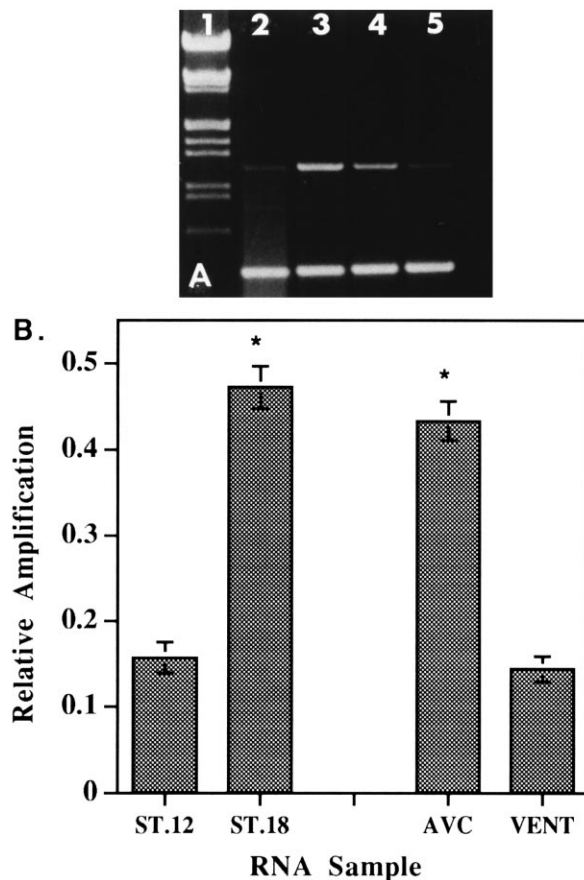 1 2 3 4 5
A
B.
0.5
0.4
0.3
0.2
0.1
0
Relative Amplification
*
*
ST.12 ST.18 AVC VENT
RNA Sample